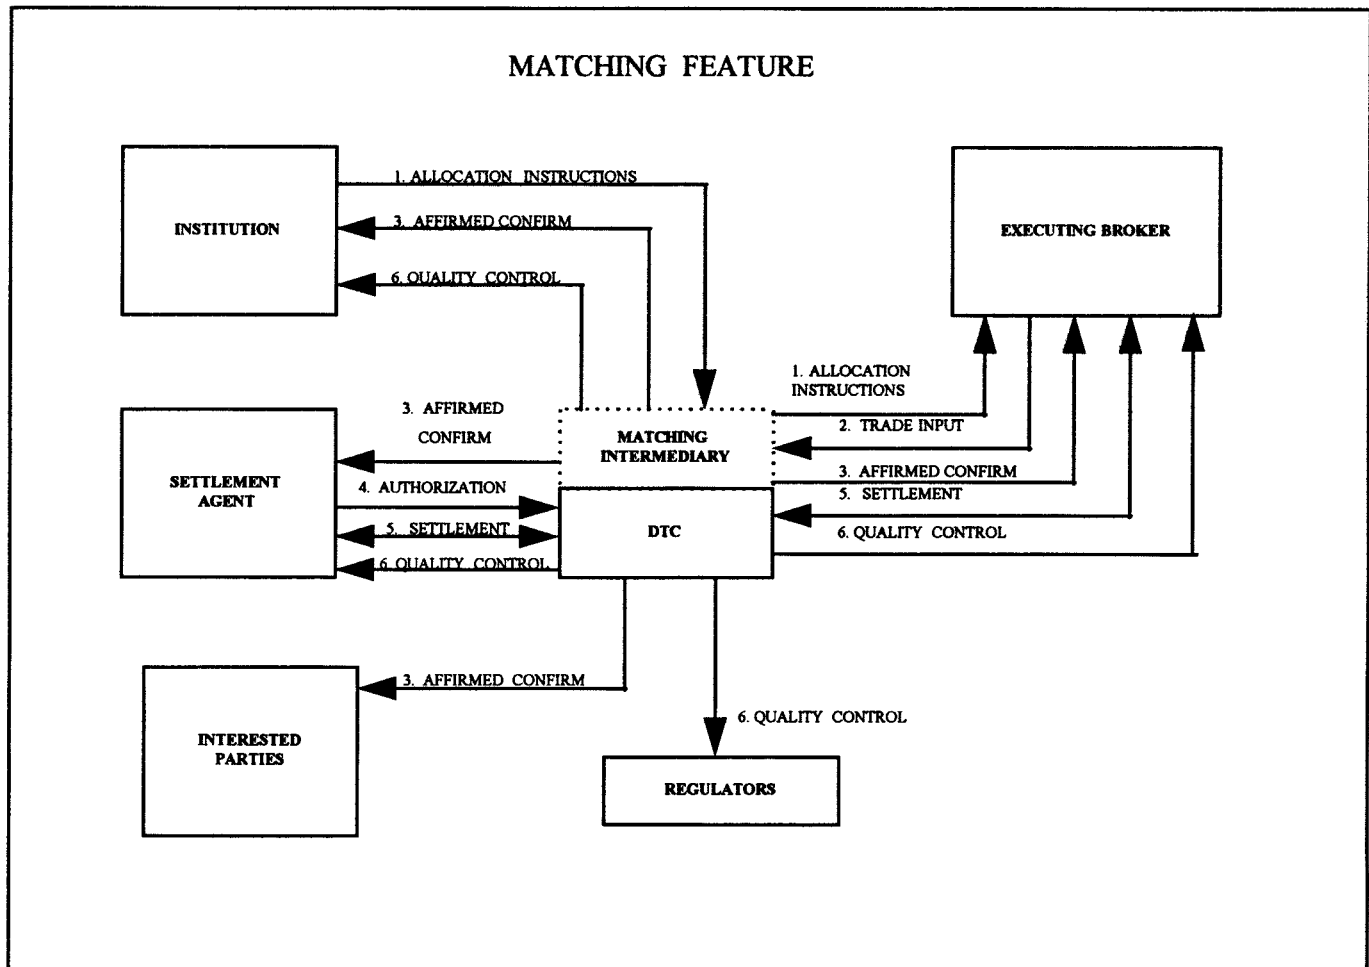 MATCHING FEATURE
1. ALLOCATION INSTRUCTIONS
3. AFFIRMED CONFIRM
INSTITUTION
6. QUALITY CONTROL
EXECUTING BROKER
1. ALLOCATION
INSTRUCTIONS
2. TRADE INPUT
3. AFFIRMED CONFIRM
5. SETTLEMENT
6. QUALITY CONTROL
3. AFFIRMED
CONFIRM
MATCHING
INTERMEDIARY
SETTLEMENT
AGENT
4. AUTHORIZATION
5. SETTLEMENT
DTC
6. QUALITY CONTROL
3. AFFIRMED CONFIRM
INTERESTED
PARTIES
6. QUALITY CONTROL
REGULATORS